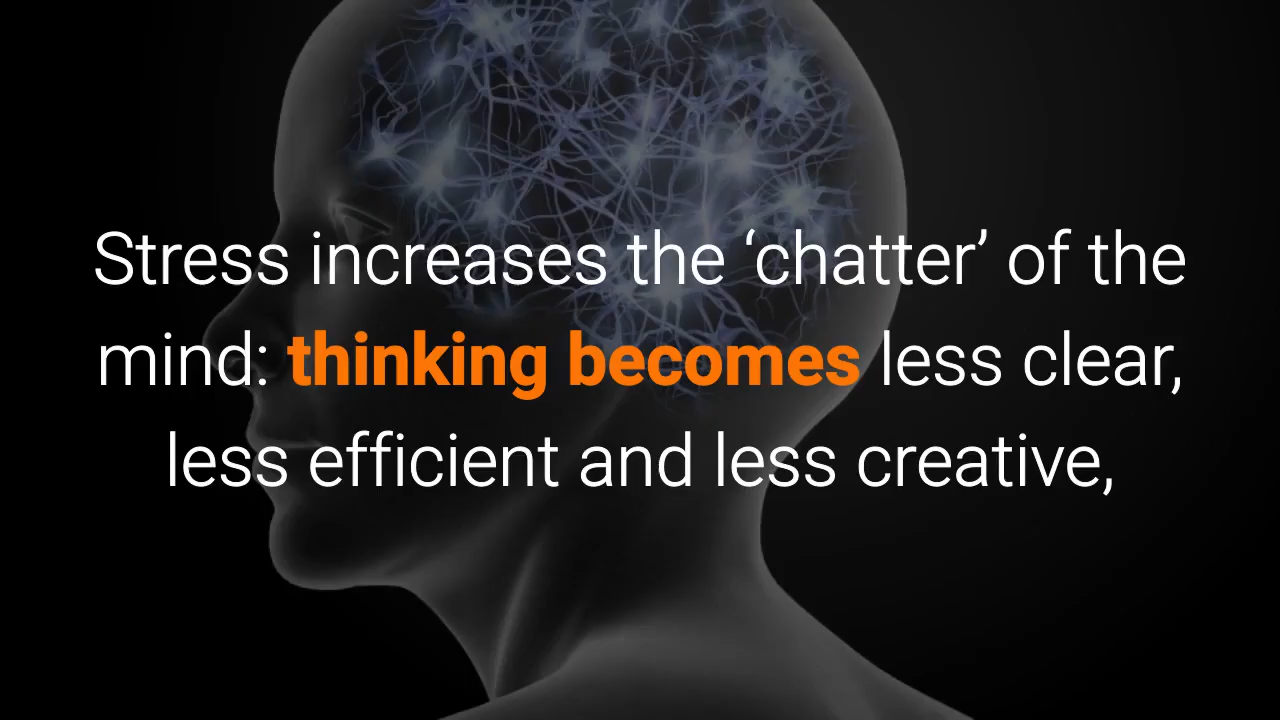 Stress increases the ‘chatter’ of the
mind: thinking becomes less clear,
less efficient and less creative,